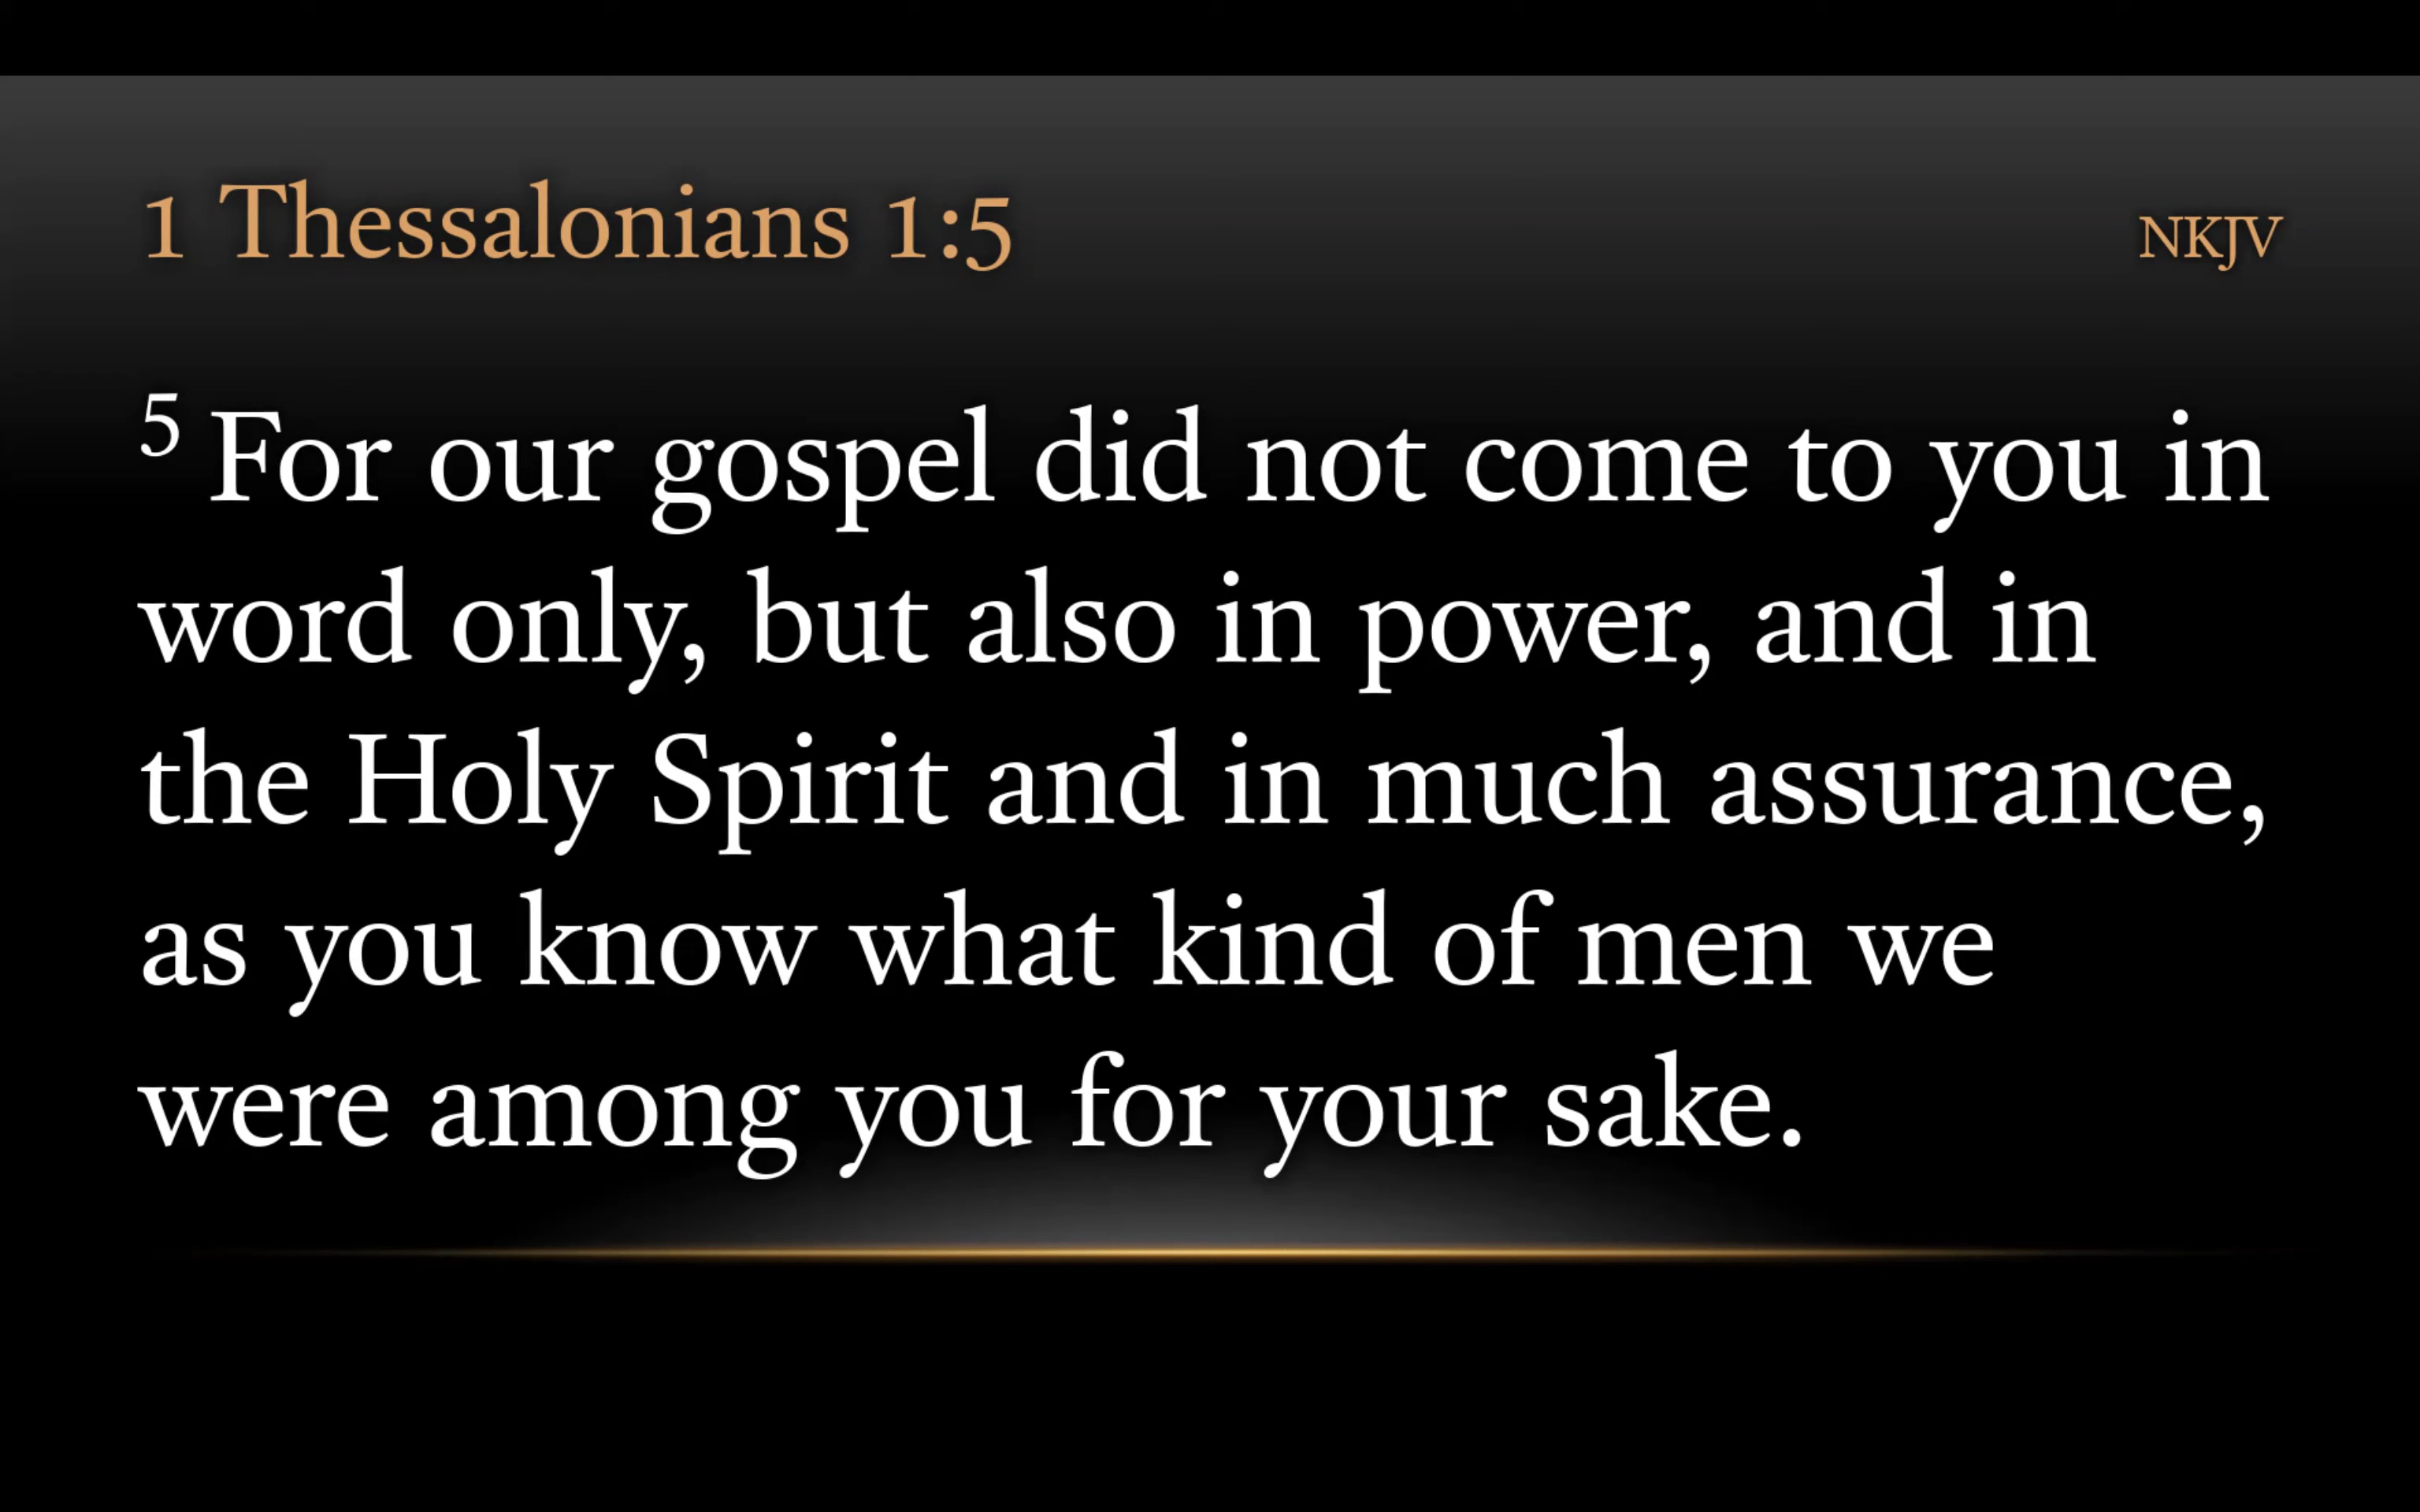 1 Thessalonians 1:5 NKJV
5 For our gospel did not come to you in
word only, but also in power, and in
the Holy Spirit and in much assurance,
as you know what kind of men we
were among you for your sake.